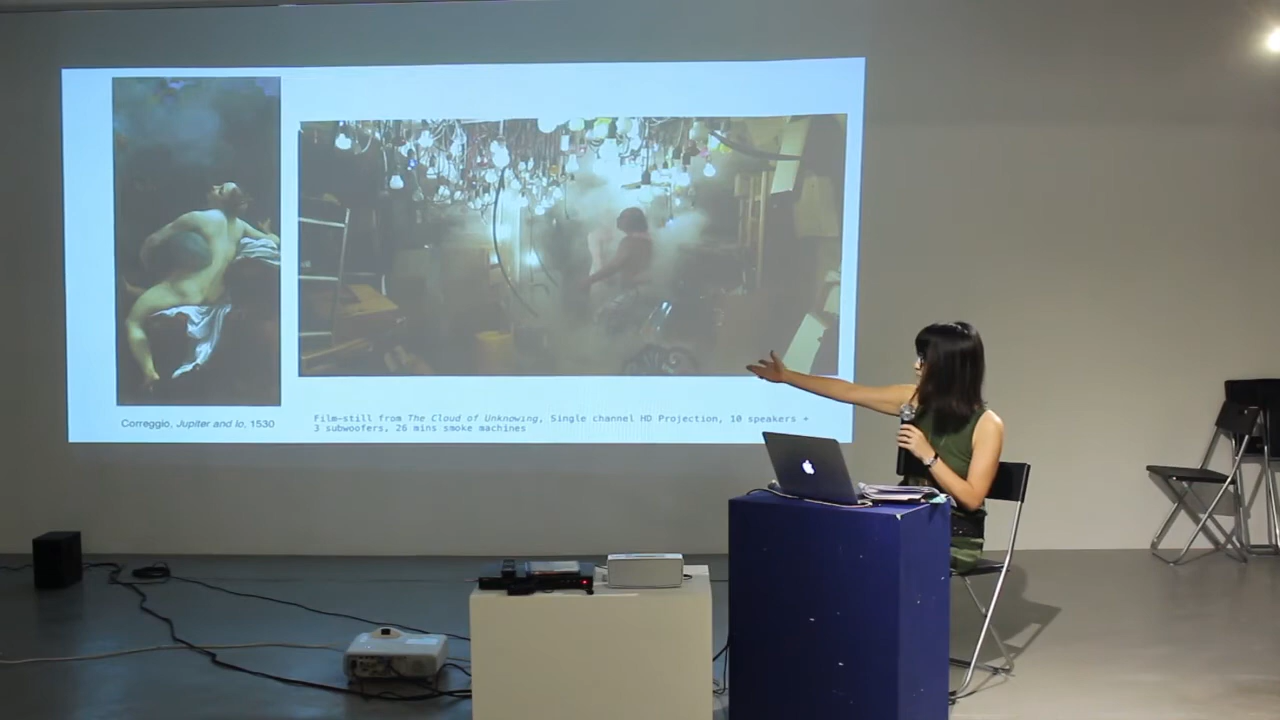 Correggio, Jupiter and Io, 1530
Film-still from The Cloud of Unknowing, Single channel HD Projection, 10 speakers +
3 subwoofers, 26 mins smoke machines